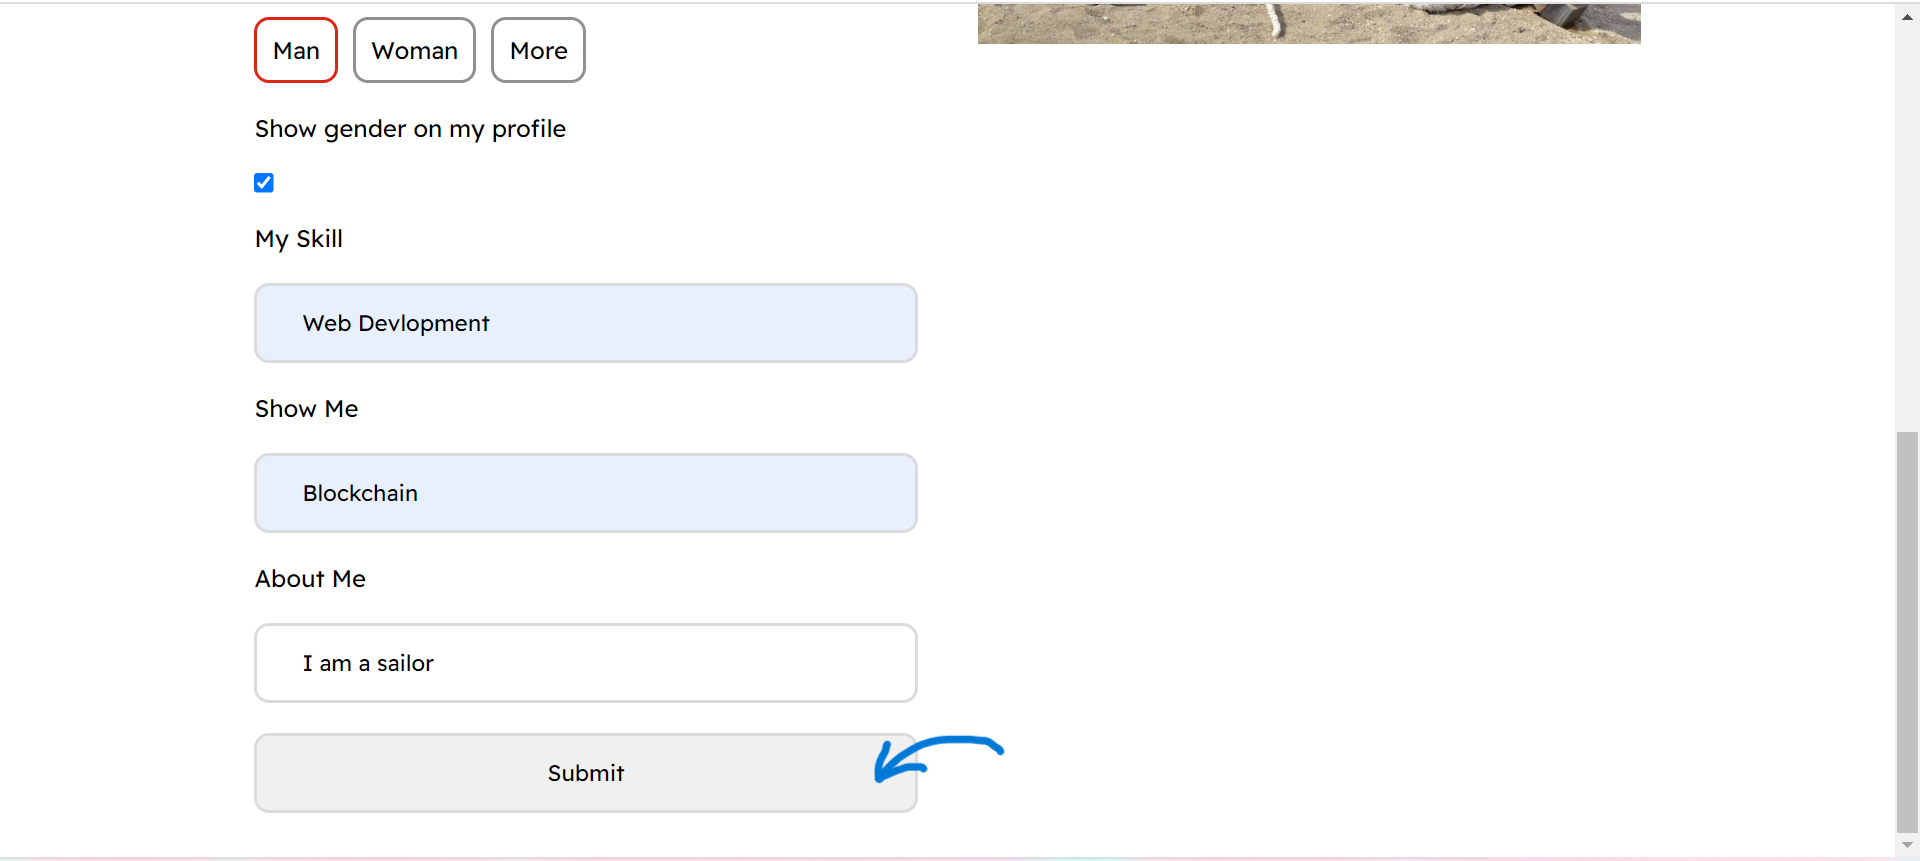 Man Woman More
Show gender on my profile
My Skill
Web Devlopment
Show Me
Blockchain
About Me
I am a sailor
Submit